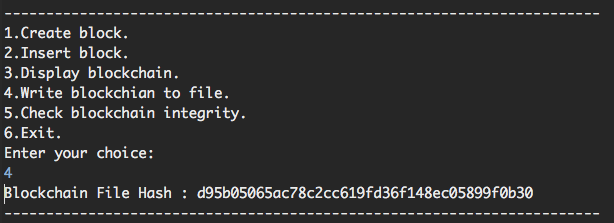 --------------------------------------------------------------------------
1.Create block.
2.Insert block.
3.Display blockchain.
4.Write blockchian to file.
5.Check blockchain integrity.
6.Exit.
Enter your choice:
4
Blockchain File Hash : d95b05065ac78c2cc619fd36f148ec05899f0b30
--------------------------------------------------------------------------